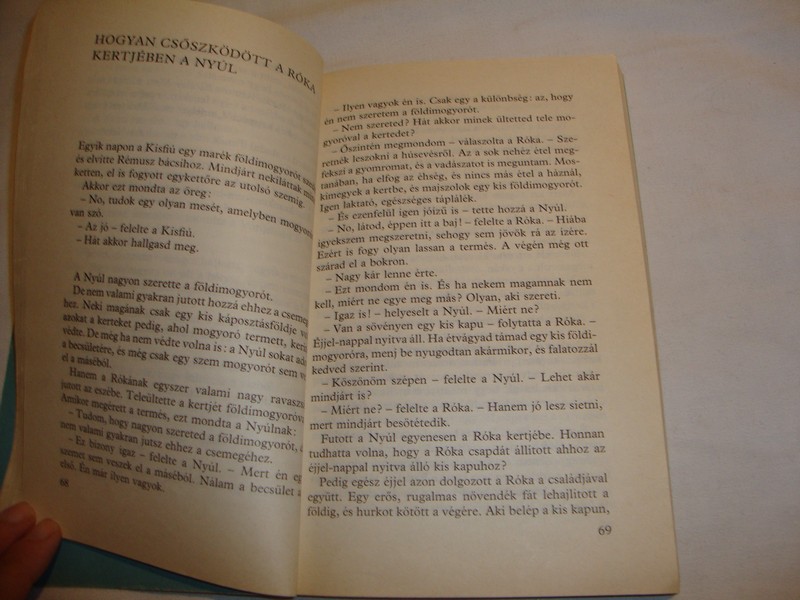 HOGYAN CSŐSZKÖDÖTT A RÓKA
KERTJÉBEN A NYÚL
Egyik napon a Kisfiú egy marék földimogyorót
és elvitte Rémusz bácsihoz. Mindjárt nekiláttak
ketten, el is fogyott egykettőre az utolsó szemig.
Akkor ezt mondta az öreg:
– No, tudok egy olyan mesét, amelyben
van szó.
– Az jó – felelte a Kisfiú.
– Hát akkor hallgasd meg.
A Nyúl nagyon szerette a földimogyorót.
De nem valami gyakran jutott hozzá ehhez a
hez. Neki magának csak egy kis káposztásföldje
azokat a kerteket pedig, ahol mogyoró termett,
védte. De még ha nem védte volna is: a Nyúl sokat
a becsületére, és még csak egy szem mogyorót sem
el a máséból.
Hanem a Rókának egyszer valami nagy
jutott az eszébe. Teleültette a kertjét
Amikor megérett a termés, ezt mondta a Nyúlnak:
– Tudom, hogy nagyon szereted a földimogyorót,
nem valami gyakran jutsz ehhez a csemegéhez.
– Ez bizony igaz – felelte a Nyúl. – Mert én
szemet sem veszek el a máséból. Nálam a becsület
első. Én már ilyen vagyok.
68
– Ilyen vagyok én is. Csak egy a különbség: az, hogy
én nem szeretem a földimogyorót.
– Nem szereted? Hát akkor minek ültetted tele mo-
gyoróval a kertedet?
– Őszintén megmondom – válaszolta a Róka. – Sze-
retnék leszokni a húsevésről. Az a sok nehéz étel meg-
fekszi a gyomromat, és a vadászatot is meguntam. Mos-
tanában, ha elfog az éhség, és nincs más étel a háznál,
kimegyek a kertbe, és majszolok egy kis földimogyorót.
Igen laktató, egészséges táplálék.
– És ezenfelül igen jóízű is – tette hozzá a Nyúl.
– No, látod, éppen itt a baj! – felelte a Róka. – Hiába
igyekszem megszeretni, sehogy sem jövök rá az ízére.
Ezért is fogy olyan lassan a termés. A végén még ott
szárad el a bokron.
– Nagy kár lenne érte.
– Ezt mondom én is. És ha nekem magamnak nem
kell, miért ne egye meg más? Olyan, aki szereti.
– Igaz is! – helyeselt a Nyúl. – Miért ne?
– Van a sövényen egy kis kapu – folytatta a Róka. –
Éjjel-nappal nyitva áll. Ha étvágyad támad egy kis földi-
mogyoróra, menj be nyugodtan akármikor, és falatozzál
kedved szerint.
– Köszönöm szépen – felelte a Nyúl. – Lehet akár
mindjárt is?
– Miért ne? – felelte a Róka. – Hanem jó lesz sietni,
mert mindjárt besötétedik.
Futott a Nyúl egyenesen a Róka kertjébe. Honnan
tudhatta volna, hogy a Róka csapdát állított ahhoz az
éjjel-nappal nyitva álló kis kapuhoz?
Pedig egész éjjel azon dolgozott a Róka a családjával
együtt. Egy erős, rugalmas növendék fát lehajlított a
földig, és hurkot kötött a végére. Aki belép a kis kapun,
69